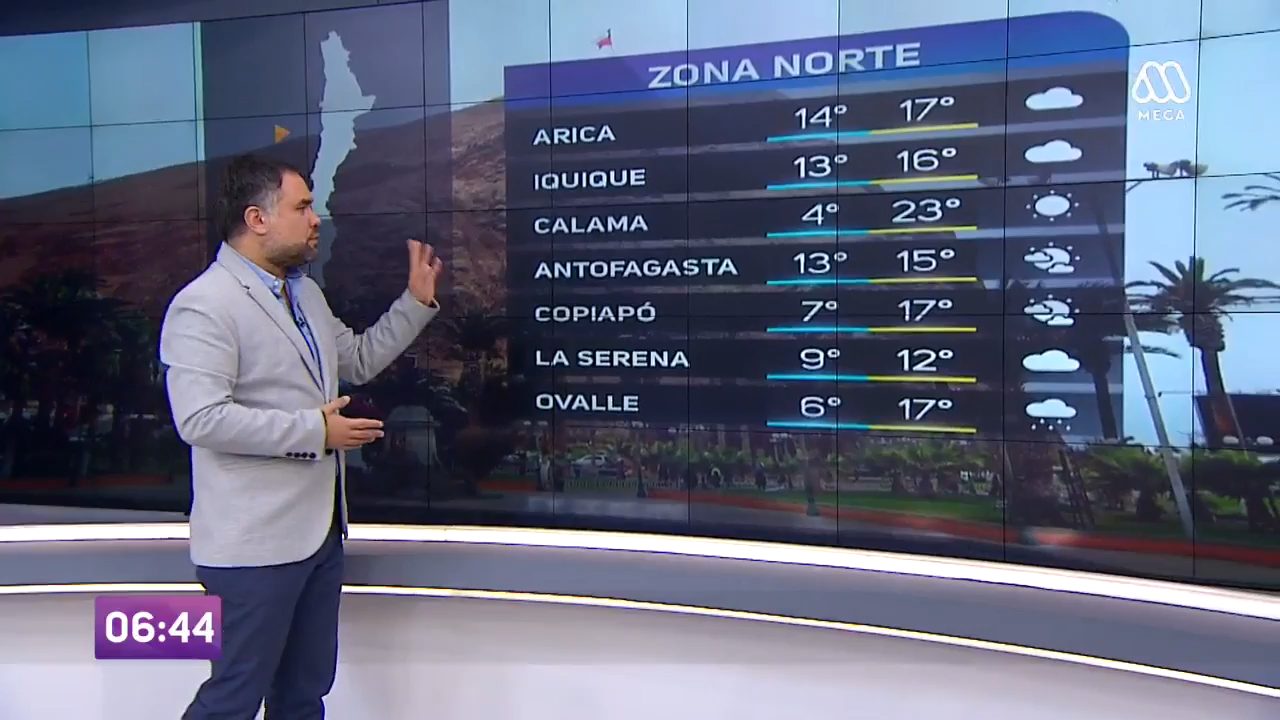 ZONA NORTE
MEGA
ARICA 14° 17°
IQUIQUE 13° 16°
CALAMA 4° 23°
ANTOFAGASTA 13° 15°
COPIAPÓ 7° 17°
LA SERENA 9° 12°
OVALLE 6° 17°
06:44